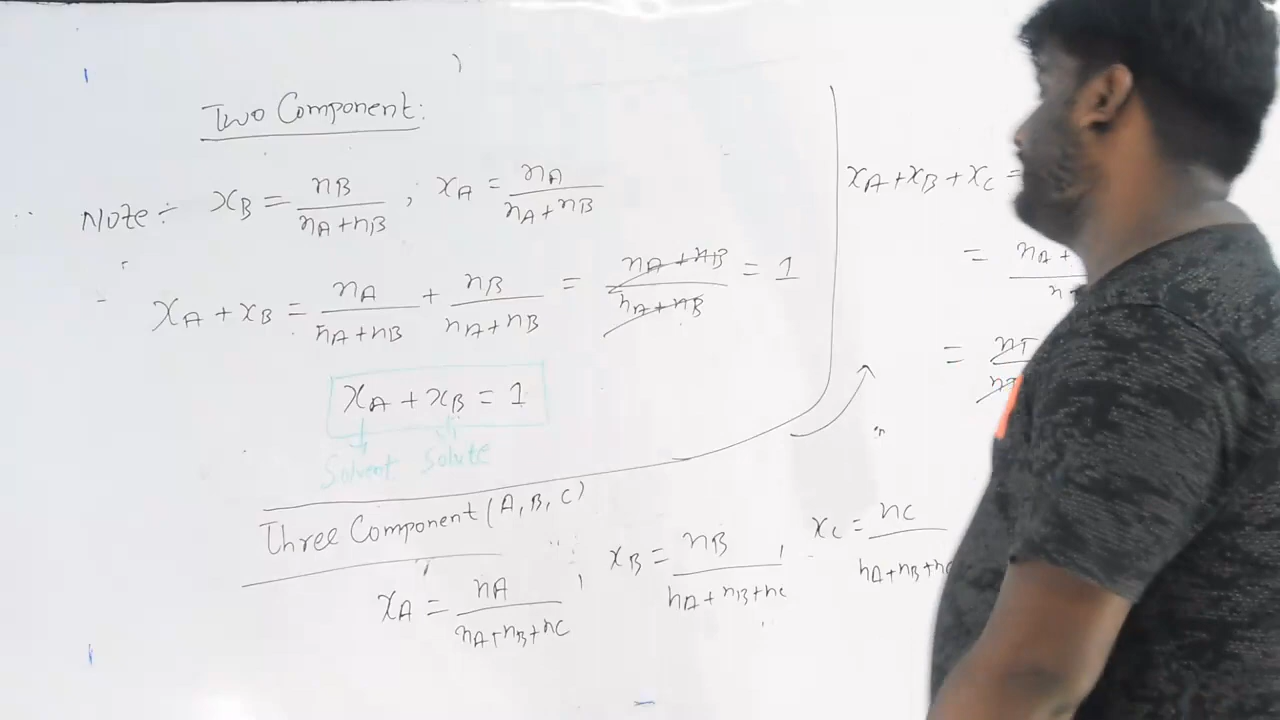 Two Component:
Note ÷ xB = nB/(nA+nB) ; xA = nA/(nA+nB)
xA + xB = nA/(nA+nB) + nB/(nA+nB) = (nA+nB)/(nA+nB) = 1
xA + xB = 1
Solvent Solute
Three Component (A, B, C)
xA = nA/(nA+nB+nC) , xB = nB/(nA+nB+nC) , xC = nC/(nA+nB+nC
xA + xB + xC =
= nA +
= nT